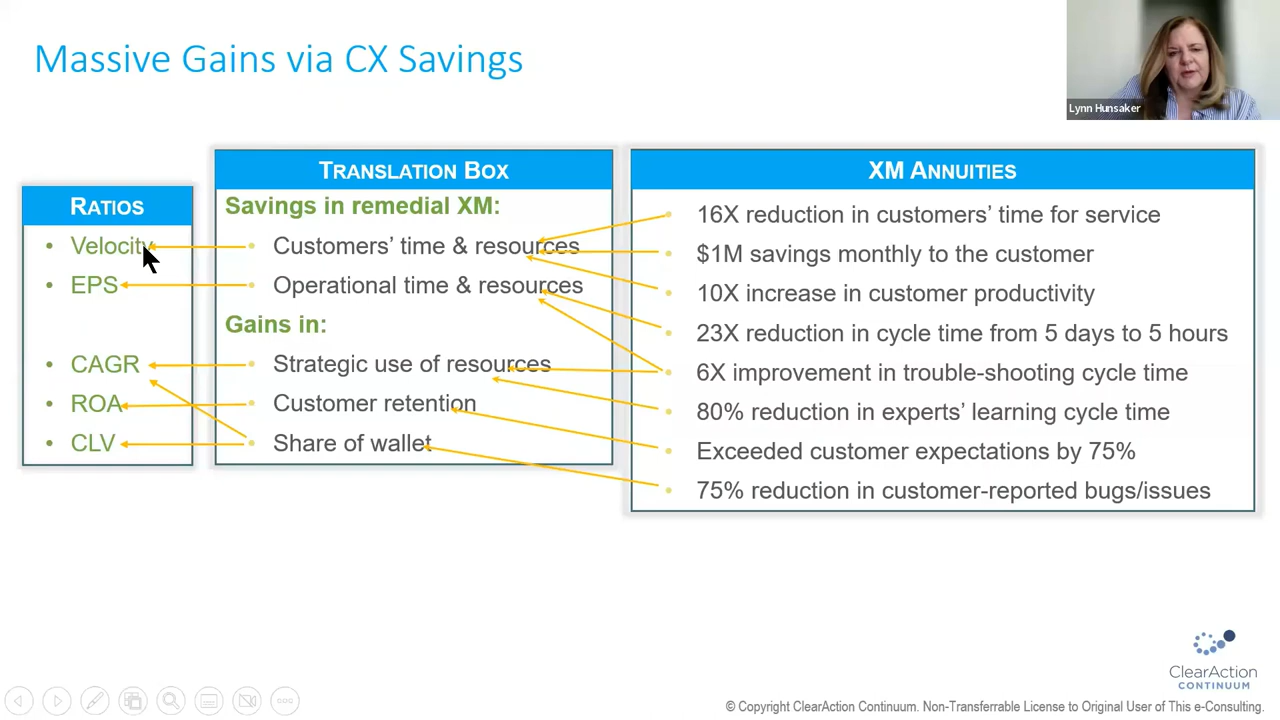 Massive Gains via CX Savings
Lynn Hunsaker
RATIOS
• Velocity
• EPS
• CAGR
• ROA
• CLV
TRANSLATION BOX
Savings in remedial XM:
• Customers’ time & resources
• Operational time & resources
Gains in:
• Strategic use of resources
• Customer retention
• Share of wallet
XM ANNUITIES
• 16X reduction in customers’ time for service
• $1M savings monthly to the customer
• 10X increase in customer productivity
• 23X reduction in cycle time from 5 days to 5 hours
• 6X improvement in trouble-shooting cycle time
• 80% reduction in experts’ learning cycle time
• Exceeded customer expectations by 75%
• 75% reduction in customer-reported bugs/issues
ClearAction
CONTINUUM
© Copyright ClearAction Continuum. Non-Transferrable License to Original User of This e-Consulting.